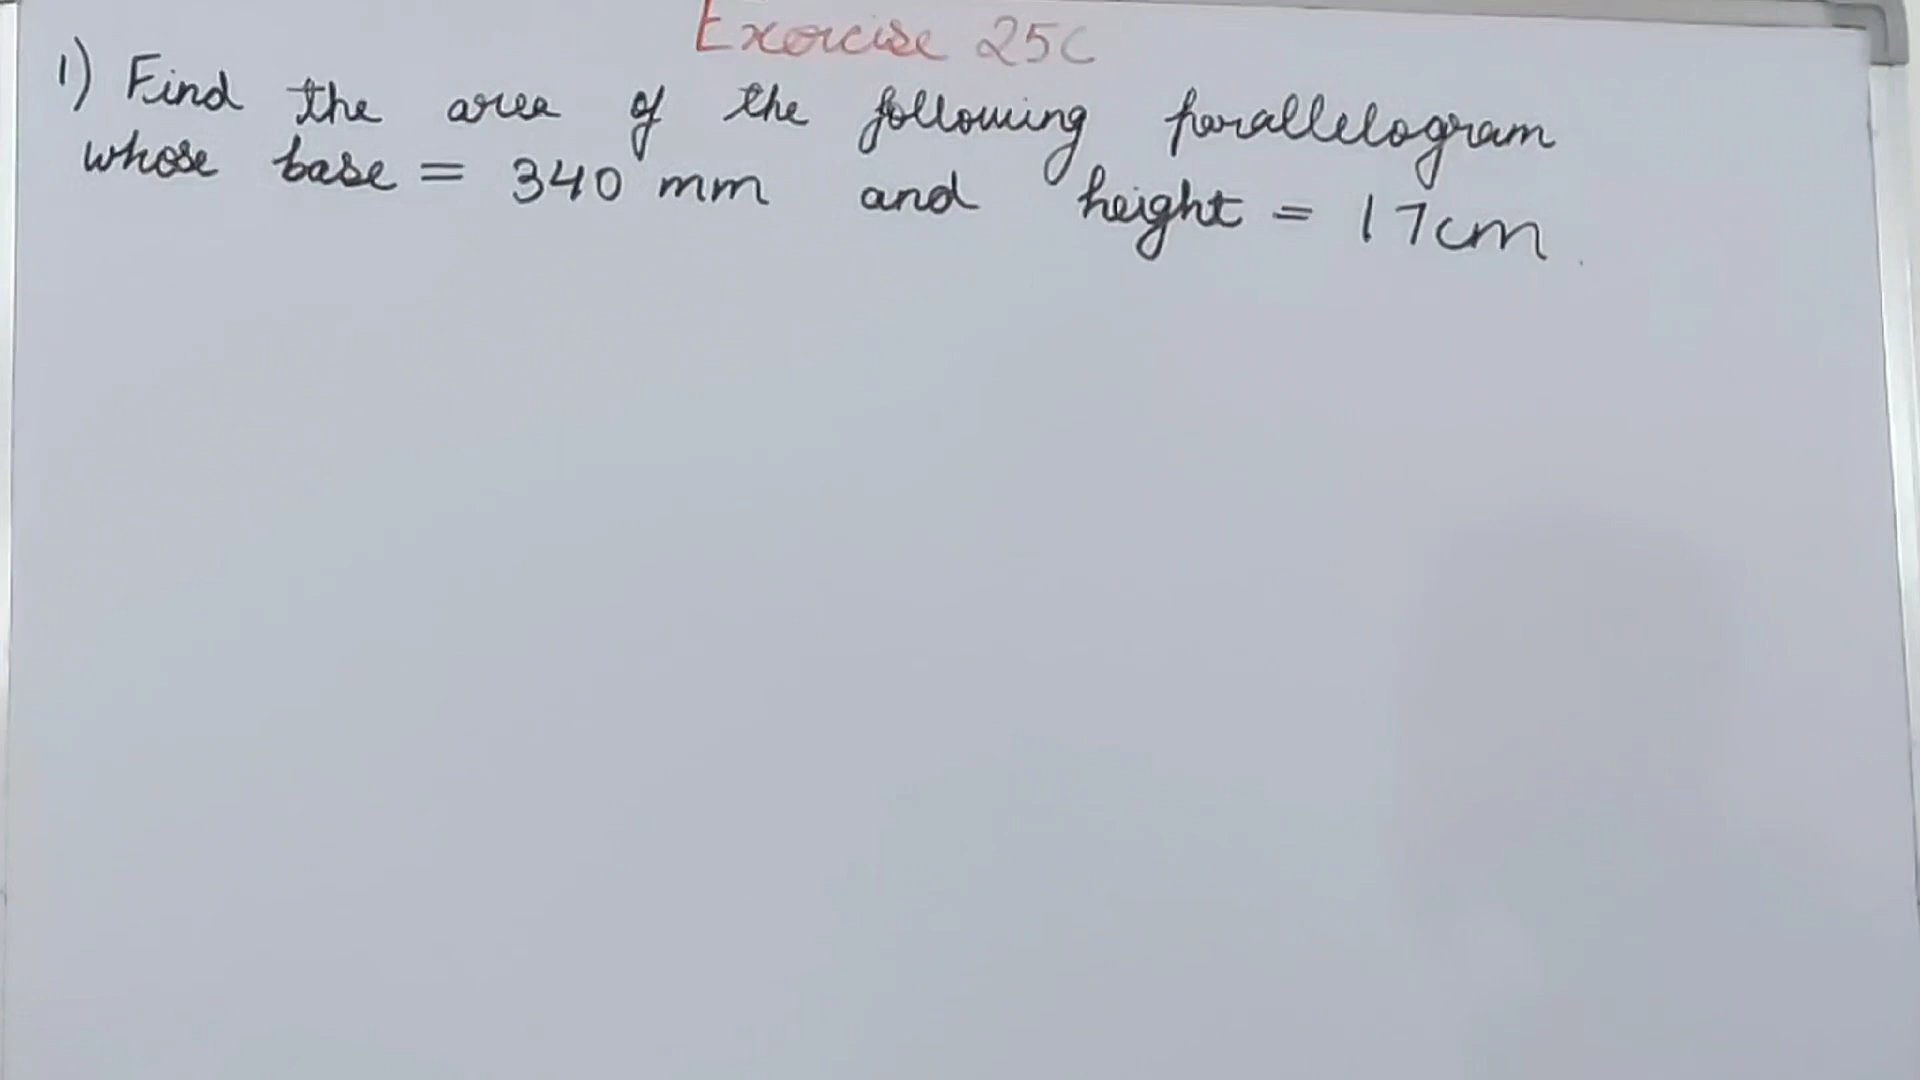 Exercise 25C
1) Find the area of the following parallelogram
whose base = 340 mm and height = 17cm